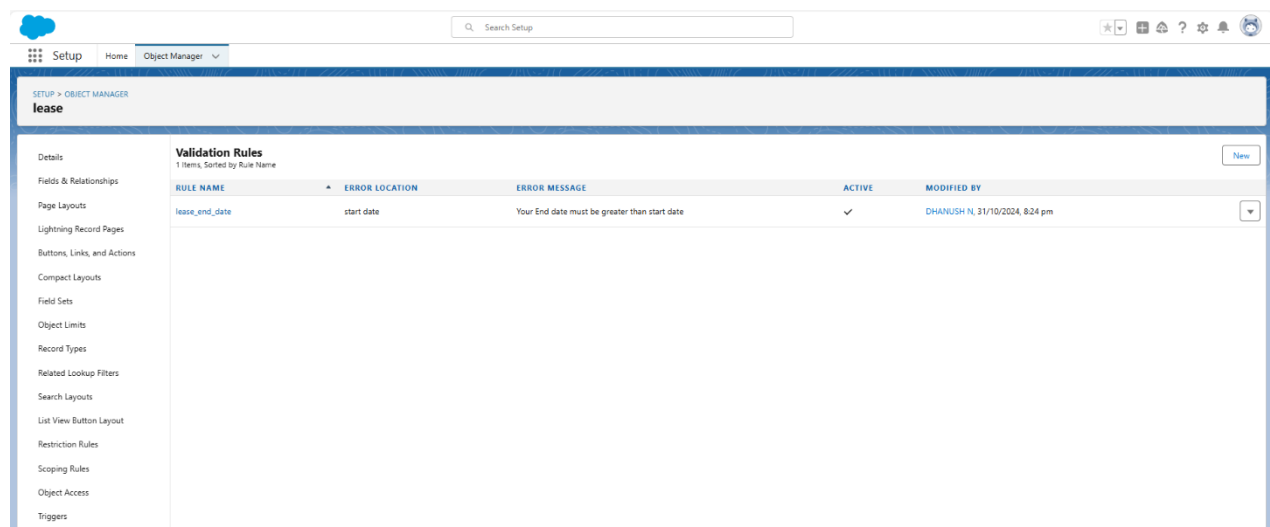 Search Setup
Setup Home Object Manager
SETUP > OBJECT MANAGER
lease
Details
Fields & Relationships
Page Layouts
Lightning Record Pages
Buttons, Links, and Actions
Compact Layouts
Field Sets
Object Limits
Record Types
Related Lookup Filters
Search Layouts
List View Button Layout
Restriction Rules
Scoping Rules
Object Access
Triggers
Validation Rules
1 Items, Sorted by Rule Name
New
RULE NAME ERROR LOCATION ERROR MESSAGE ACTIVE MODIFIED BY
lease_end_date start date Your End date must be greater than start date DHANUSH N, 31/10/2024, 8:24 pm